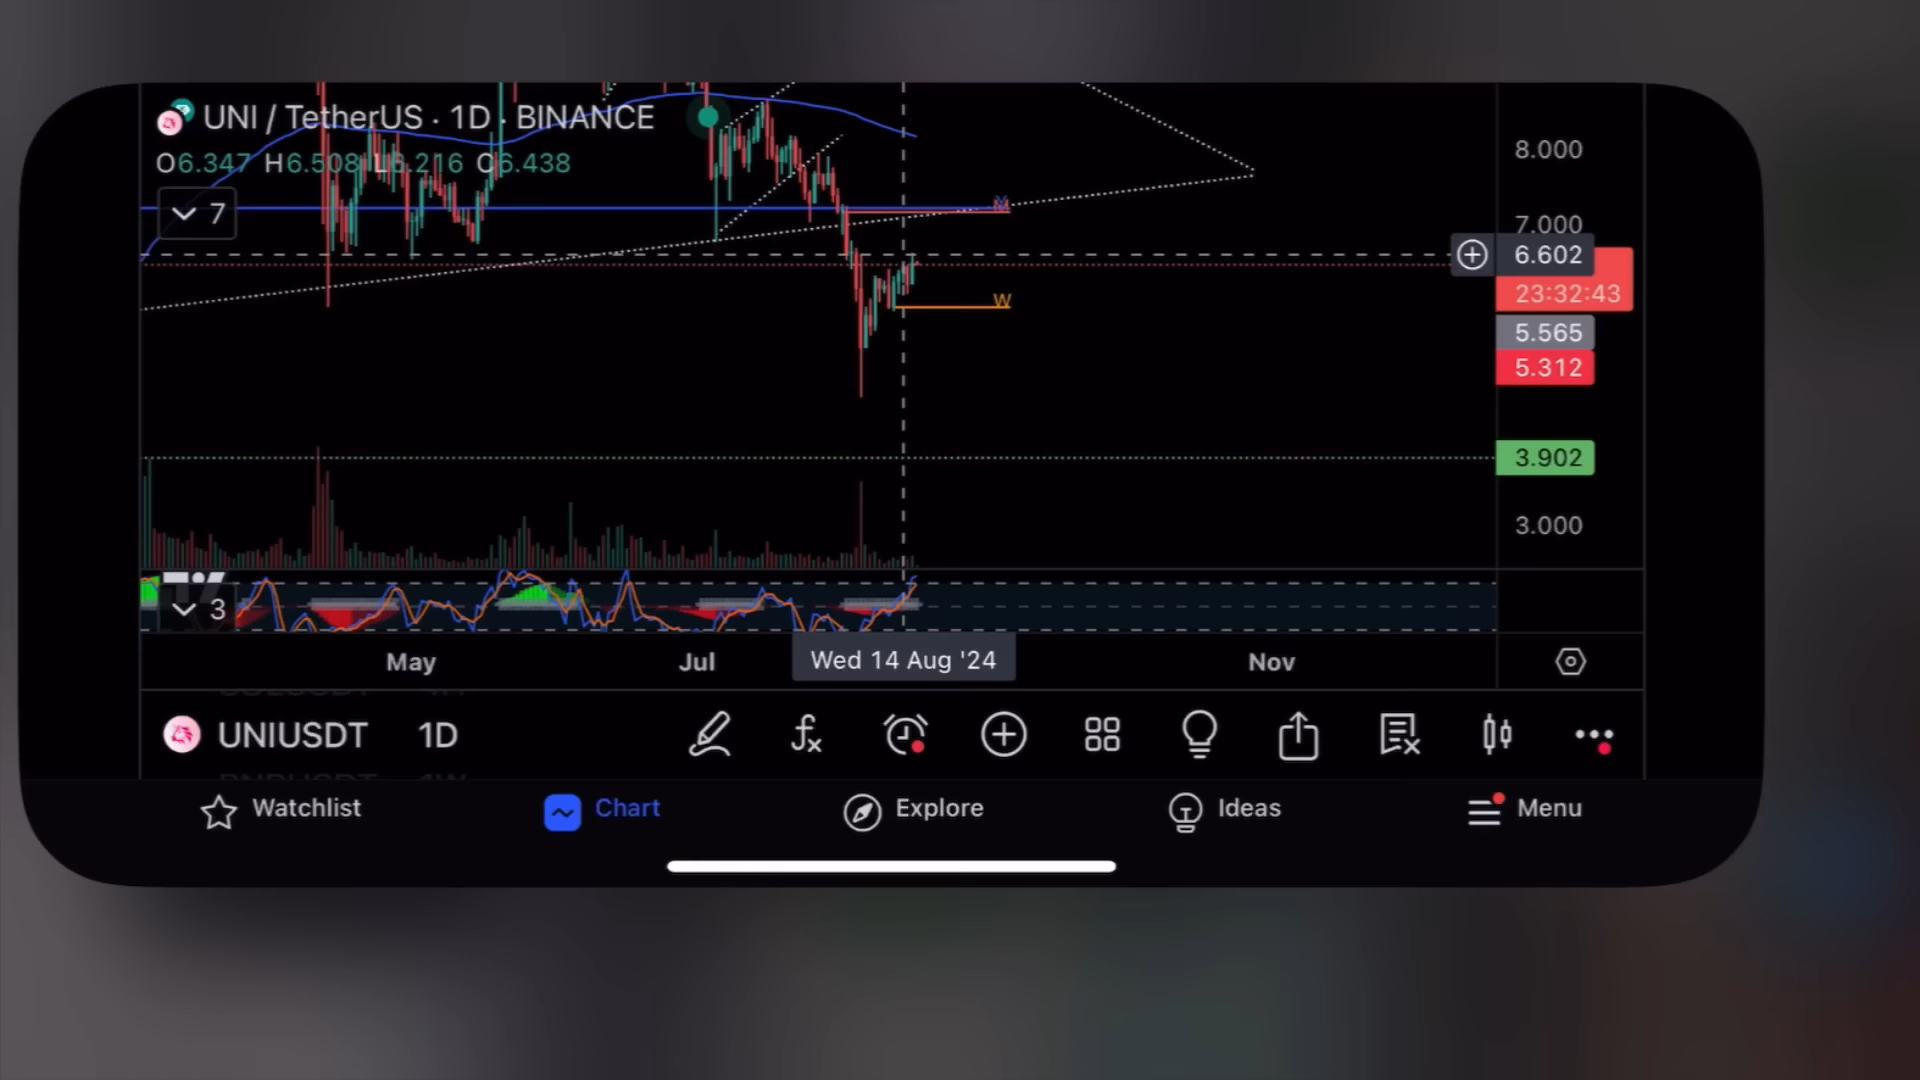 UNI / TetherUS · 1D · BINANCE
O6.347 H6.508 L6.216 C6.438
7
8.000
7.000
6.602
23:32:43
5.565
5.312
3.902
3.000
W
3
May Jul Wed 14 Aug '24 Nov
UNIUSDT 1D
Watchlist Chart Explore Ideas Menu